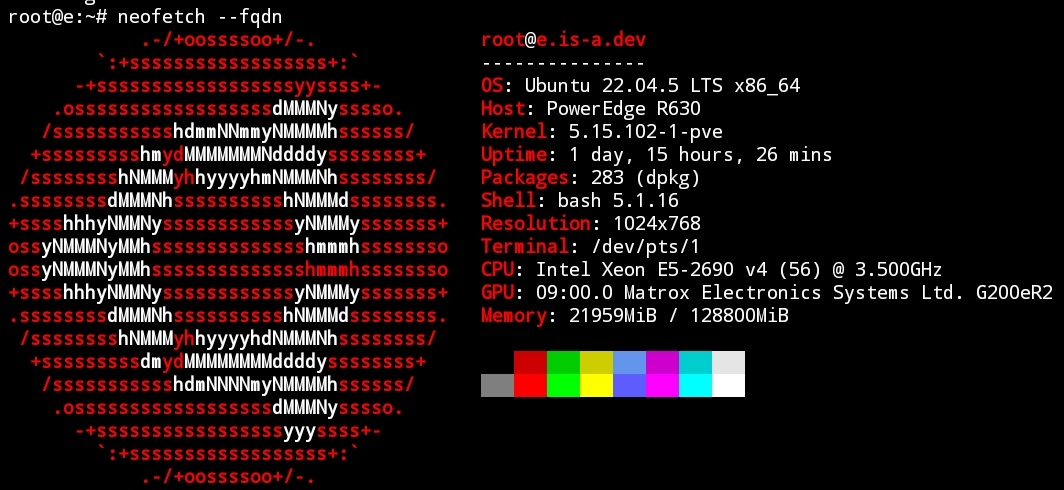 root@e:~# neofetch --fqdn
.-/+oossssoo+/-.
`:+ssssssssssssssssss+:`
-+ssssssssssssssssssyyssss+-
.osssssssssssssssssdMMMNysssso.
/ssssssssssshdmmNNmmyNMMMMhssssss/
+ssssssssshmydMMMMMMMNddddyssssssss+
/sssssssshNMMMyhhyyyyhmNMMMNhssssssss/
.ssssssssdMMMNhsssssssssshNMMMdssssssss.
+sssshhhyNMMNyssssssssssssyNMMMysssssss+
ossyNMMMNyMMhsssssssssssssshmmmhssssssso
ossyNMMMNyMMhsssssssssssssshmmmhssssssso
+sssshhhyNMMNyssssssssssssyNMMMysssssss+
.ssssssssdMMMNhsssssssssshNMMMdssssssss.
/sssssssshNMMMyhhyyyyhdNMMMNhssssssss/
+sssssssssdmydMMMMMMMMddddyssssssss+
/ssssssssssshdmNNNNmyNMMMMhssssss/
.osssssssssssssssssdMMMNysssso.
-+sssssssssssssssssyyyssss+-
`:+ssssssssssssssssss+:`
.-/+oossssoo+/-.
root@e.is-a.dev
---------------
OS: Ubuntu 22.04.5 LTS x86_64
Host: PowerEdge R630
Kernel: 5.15.102-1-pve
Uptime: 1 day, 15 hours, 26 mins
Packages: 283 (dpkg)
Shell: bash 5.1.16
Resolution: 1024x768
Terminal: /dev/pts/1
CPU: Intel Xeon E5-2690 v4 (56) @ 3.500GHz
GPU: 09:00.0 Matrox Electronics Systems Ltd. G200eR2
Memory: 21959MiB / 128800MiB